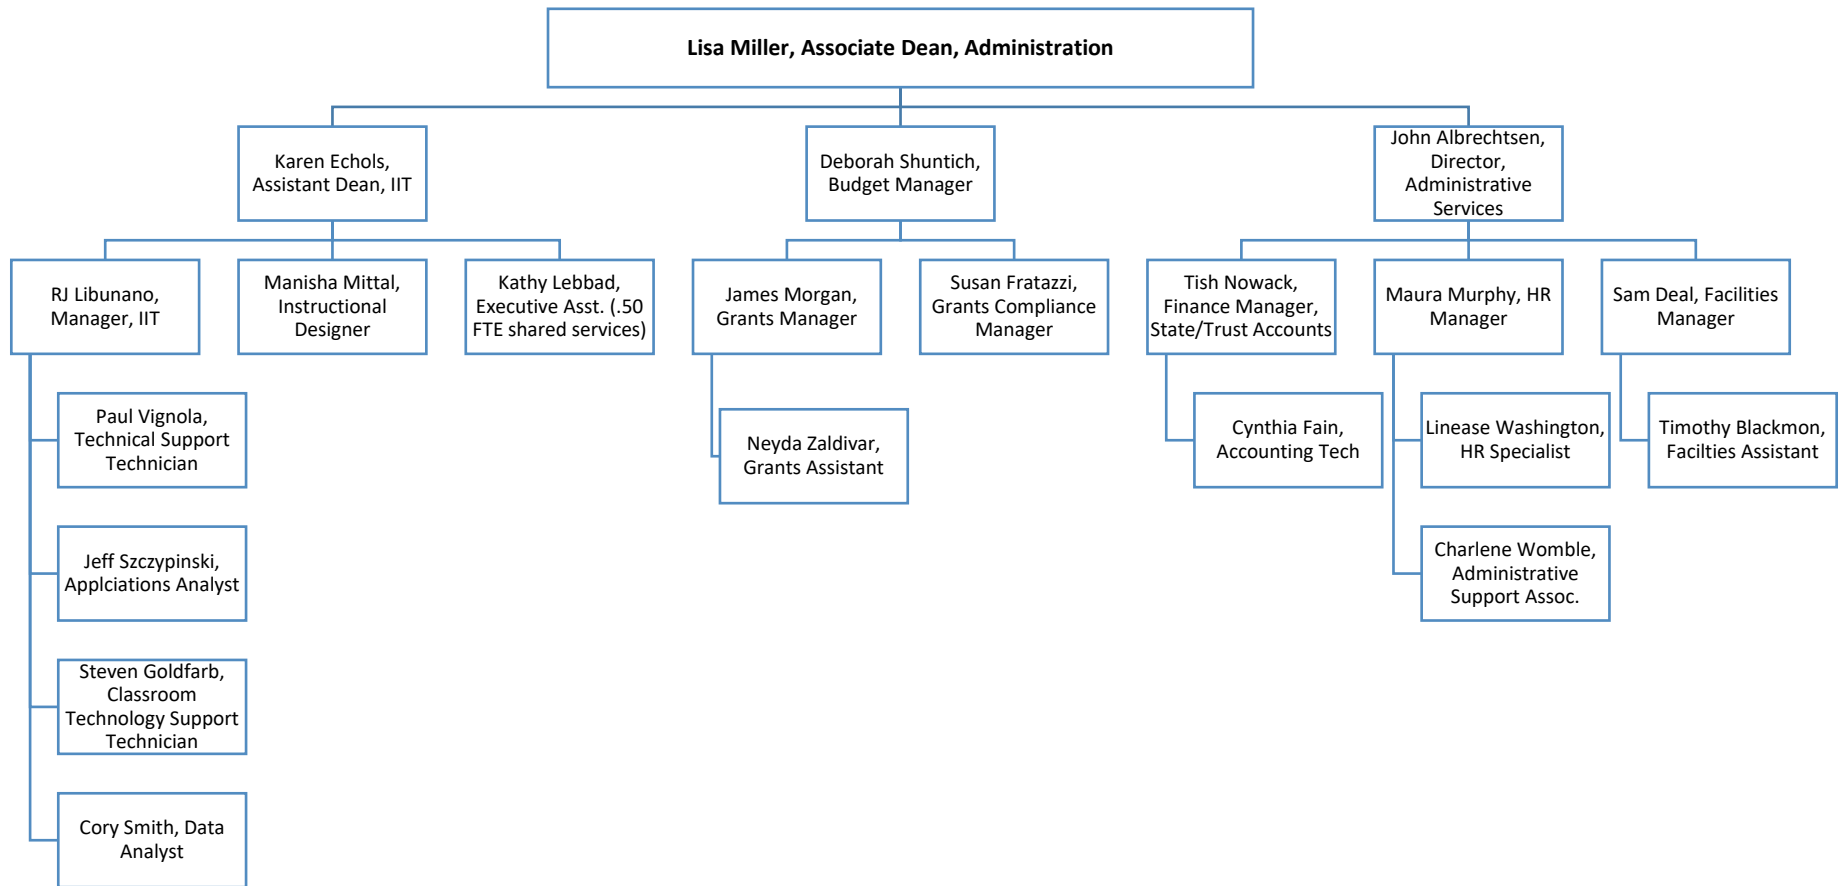 Lisa Miller, Associate Dean, Administration
Karen Echols,
Assistant Dean, IIT
Deborah Shuntich,
Budget Manager
John Albrechtsen,
Director,
Administrative
Services
RJ Libunano,
Manager, IIT
Manisha Mittal,
Instructional
Designer
Kathy Lebbad,
Executive Asst. (.50
FTE shared services)
James Morgan,
Grants Manager
Susan Fratazzi,
Grants Compliance
Manager
Tish Nowack,
Finance Manager,
State/Trust Accounts
Maura Murphy, HR
Manager
Sam Deal, Facilities
Manager
Paul Vignola,
Technical Support
Technician
Neyda Zaldivar,
Grants Assistant
Cynthia Fain,
Accounting Tech
Linease Washington,
HR Specialist
Timothy Blackmon,
Facilties Assistant
Jeff Szczypinski,
Applciations Analyst
Charlene Womble,
Administrative
Support Assoc.
Steven Goldfarb,
Classroom
Technology Support
Technician
Cory Smith, Data
Analyst